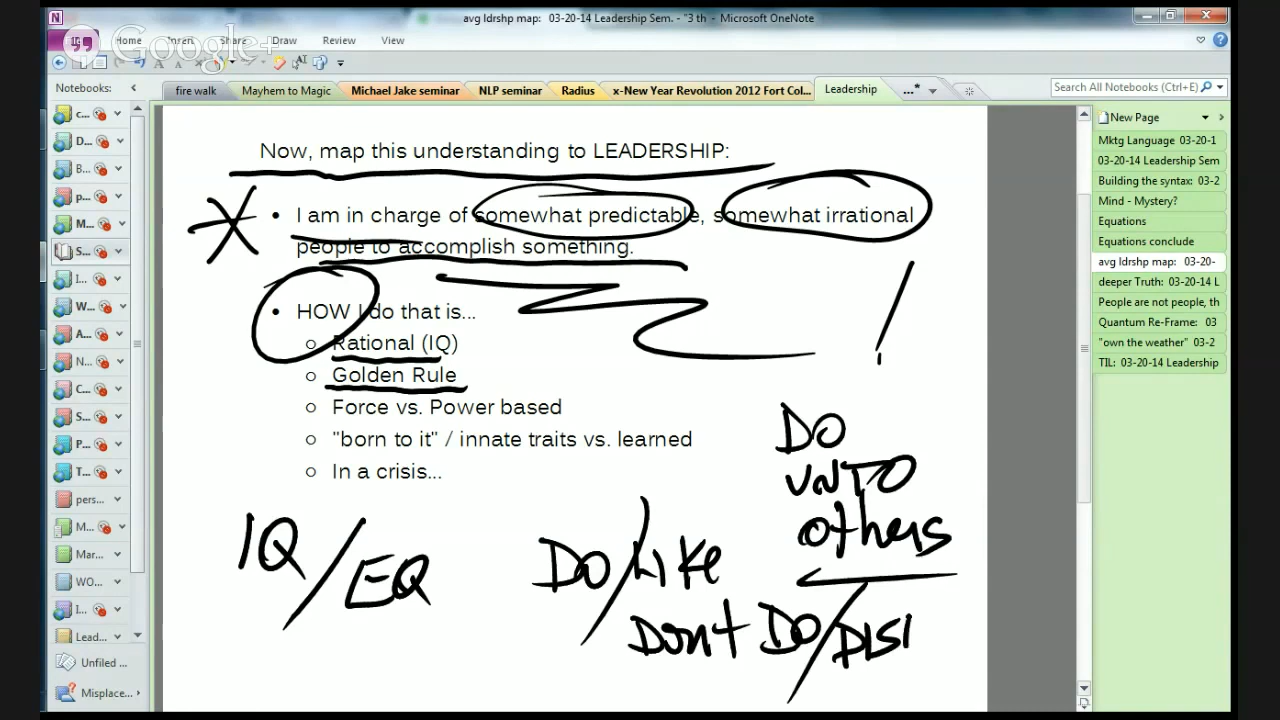 avg ldrshp map: 03-20-14 Leadership Sem. - "3 th - Microsoft OneNote
Google+
Home Insert Share Draw Review View
fire walk Mayhem to Magic Michael Jake seminar NLP seminar Radius x-New Year Revolution 2012 Fort Col... Leadership ...* Search All Notebooks (Ctrl+E)
Notebooks:
c...
D...
B...
p...
M...
S...
I...
W...
A...
N...
C...
S...
P...
T...
pers...
M...
Mar...
WO...
I...
Lead...
Unfiled ...
Misplace...
Now, map this understanding to LEADERSHIP:
• I am in charge of somewhat predictable, somewhat irrational
people to accomplish something.
• HOW I do that is...
o Rational (IQ)
o Golden Rule
o Force vs. Power based
o "born to it" / innate traits vs. learned
o In a crisis...
!
DO
UNTO
others
IQ/EQ
DO/Like
Don't DO/DISl
New Page
Mktg Language 03-20-1
03-20-14 Leadership Sem
Building the syntax: 03-2
Mind - Mystery?
Equations
Equations conclude
avg ldrshp map: 03-20-
deeper Truth: 03-20-14 L
People are not people, th
Quantum Re-Frame: 03
"own the weather" 03-2
TIL: 03-20-14 Leadership